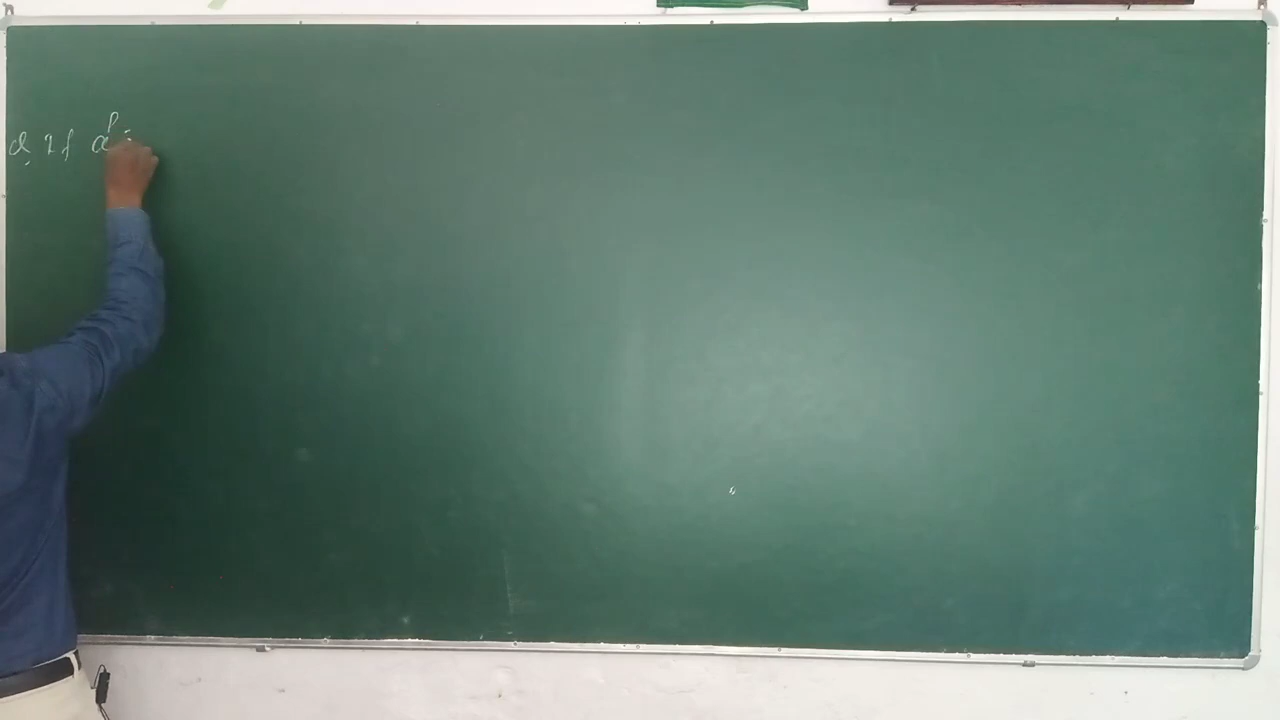 Q. If a^p =